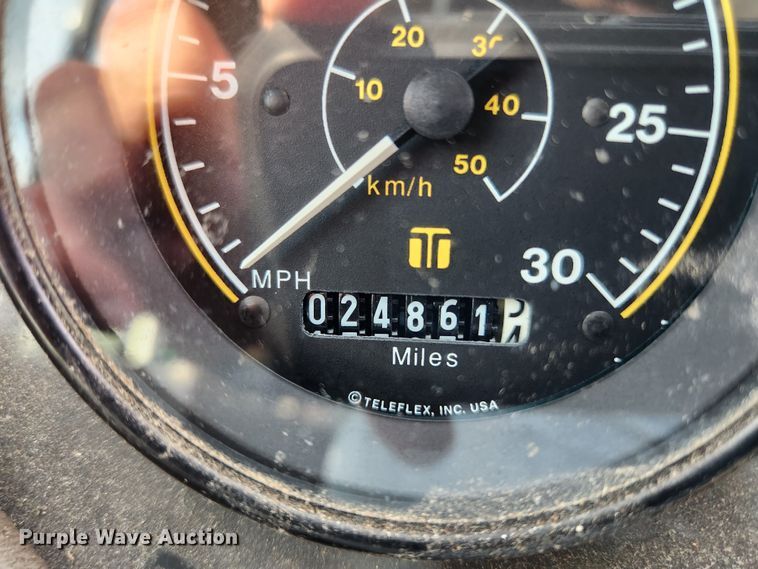 20 30
5 10 40 25
50
km/h
30
MPH
024861
Miles
© TELEFLEX, INC. USA
Purple Wave Auction